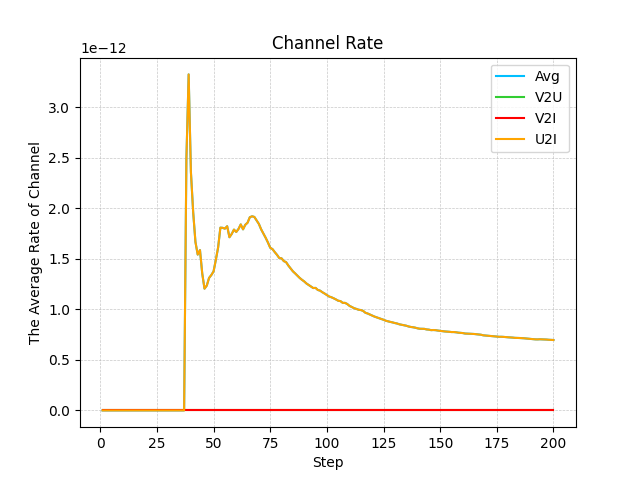 Channel Rate
1e−12
The Average Rate of Channel
3.0
2.5
2.0
1.5
1.0
0.5
0.0
0 25 50 75 100 125 150 175 200
Step
Avg
V2U
V2I
U2I